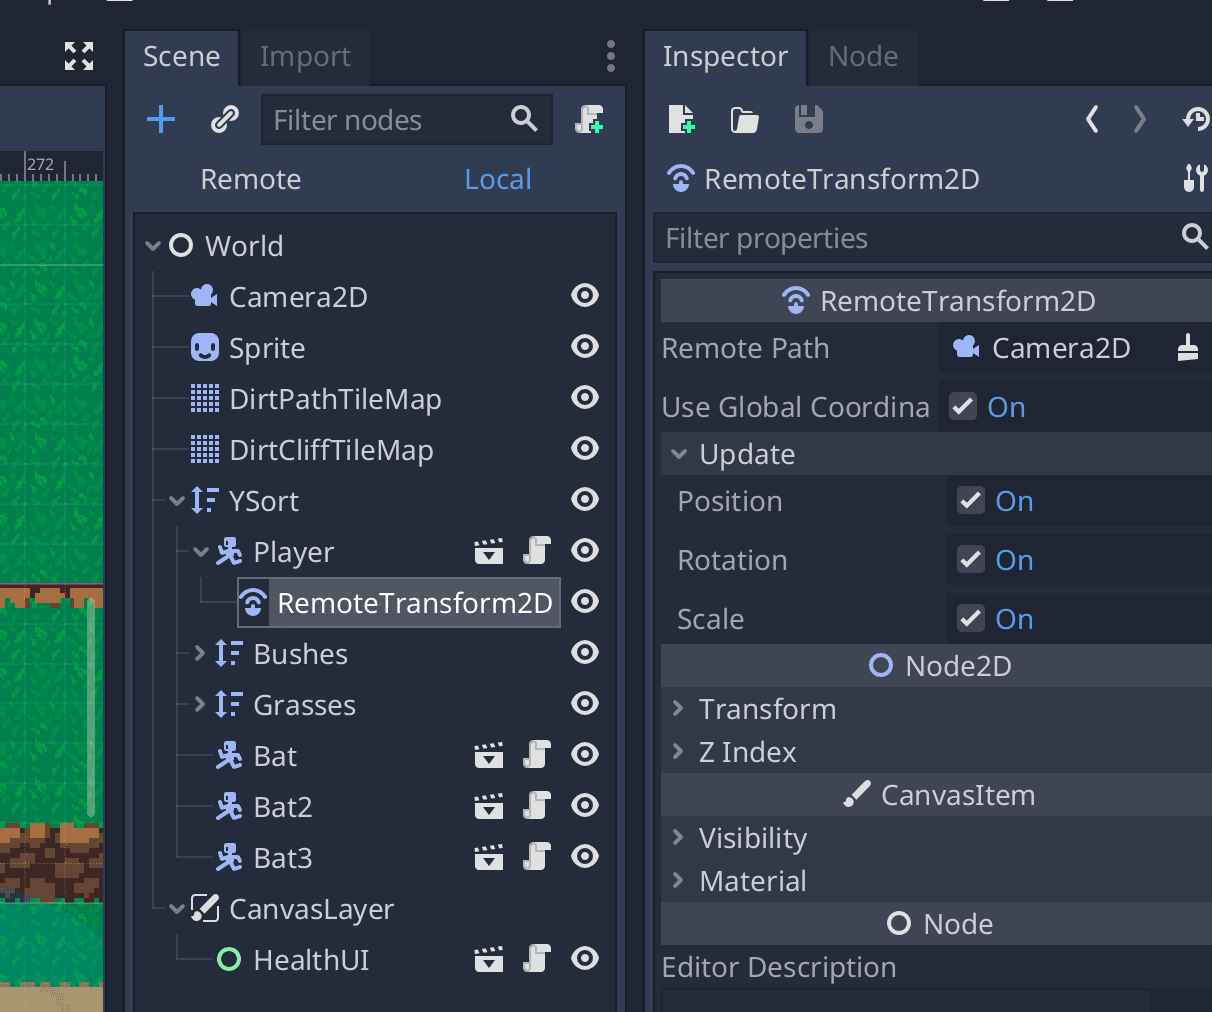 Scene
Import
Inspector
Node
Filter nodes
272
Remote
Local
RemoteTransform2D
Filter properties
World
Camera2D
Sprite
DirtPathTileMap
DirtCliffTileMap
YSort
Player
RemoteTransform2D
Bushes
Grasses
Bat
Bat2
Bat3
CanvasLayer
HealthUI
RemoteTransform2D
Remote Path
Camera2D
Use Global Coordina
On
Update
Position
On
Rotation
On
Scale
On
Node2D
Transform
Z Index
CanvasItem
Visibility
Material
Node
Editor Description